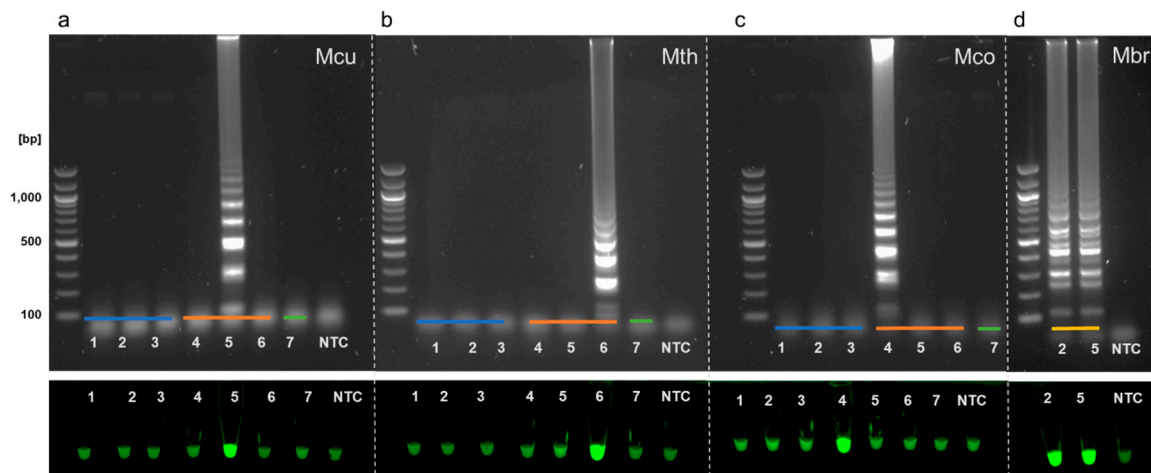 a b c d
Mcu Mth Mco Mbr
[bp]
1,000
500
100
1 2 3 4 5 6 7 NTC 1 2 3 4 5 6 7 NTC 1 2 3 4 5 6 7 2 5 NTC
1 2 3 4 5 6 7 NTC 1 2 3 4 5 6 7 NTC 1 2 3 4 5 6 7 NTC 2 5 NTC